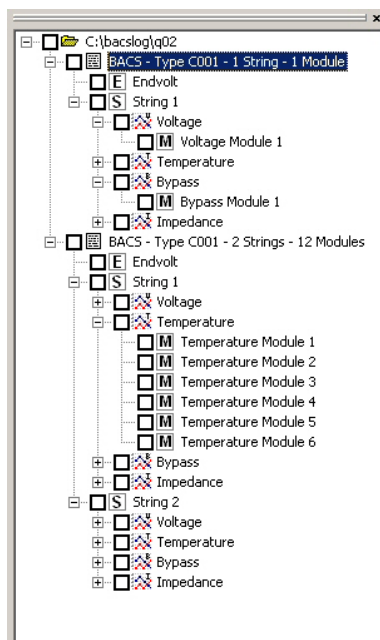 C:\bacslog\q02
BACS - Type C001 - 1 String - 1 Module
E Endvolt
S String 1
Voltage
M Voltage Module 1
Temperature
Bypass
M Bypass Module 1
Impedance
BACS - Type C001 - 2 Strings - 12 Modules
E Endvolt
S String 1
Voltage
Temperature
M Temperature Module 1
M Temperature Module 2
M Temperature Module 3
M Temperature Module 4
M Temperature Module 5
M Temperature Module 6
Bypass
Impedance
S String 2
Voltage
Temperature
Bypass
Impedance